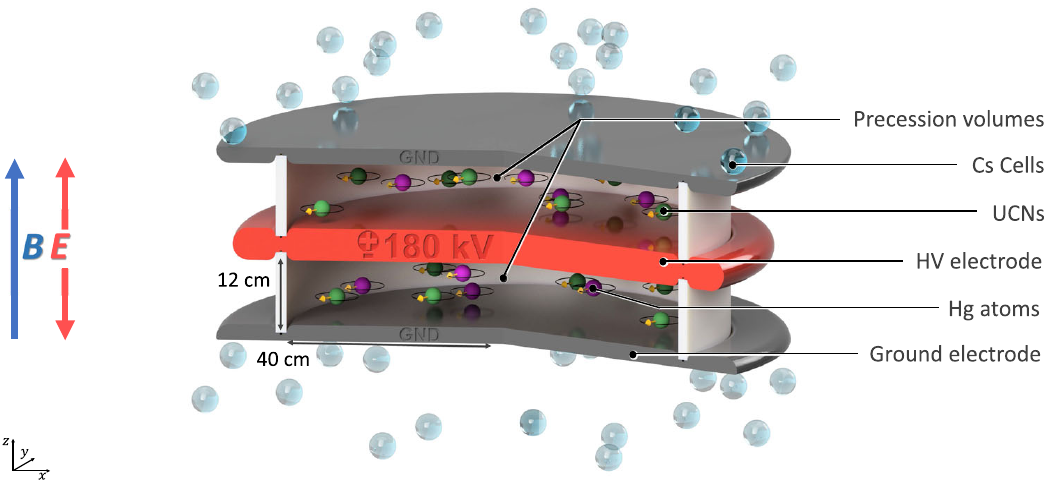 Precession volumes
GND
Cs Cells
UCNs
B E
±180 kV
HV electrode
12 cm
Hg atoms
GND
Ground electrode
40 cm
z
y
x